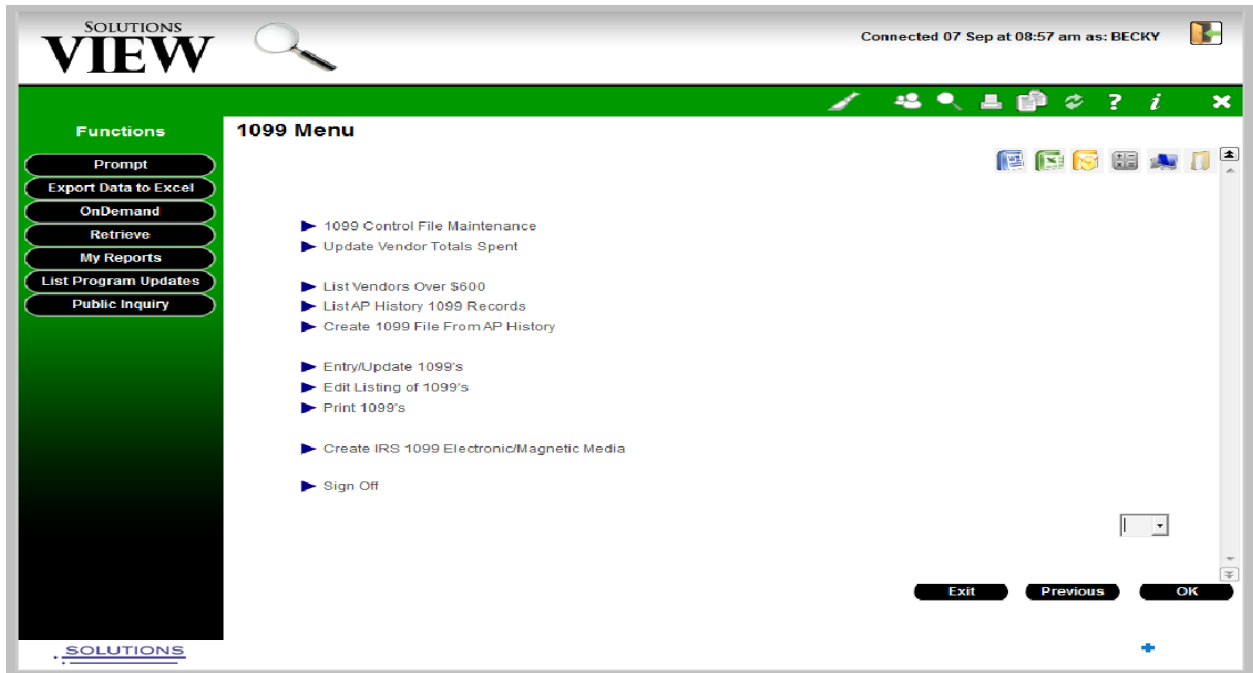 SOLUTIONS
VIEW
Connected 07 Sep at 08:57 am as: BECKY
? i
Functions
1099 Menu
Prompt
Export Data to Excel
OnDemand
Retrieve
My Reports
List Program Updates
Public Inquiry
1099 Control File Maintenance
Update Vendor Totals Spent
List Vendors Over $600
List AP History 1099 Records
Create 1099 File From AP History
Entry/Update 1099's
Edit Listing of 1099's
Print 1099's
Create IRS 1099 Electronic/Magnetic Media
Sign Off
Exit Previous OK
SOLUTIONS